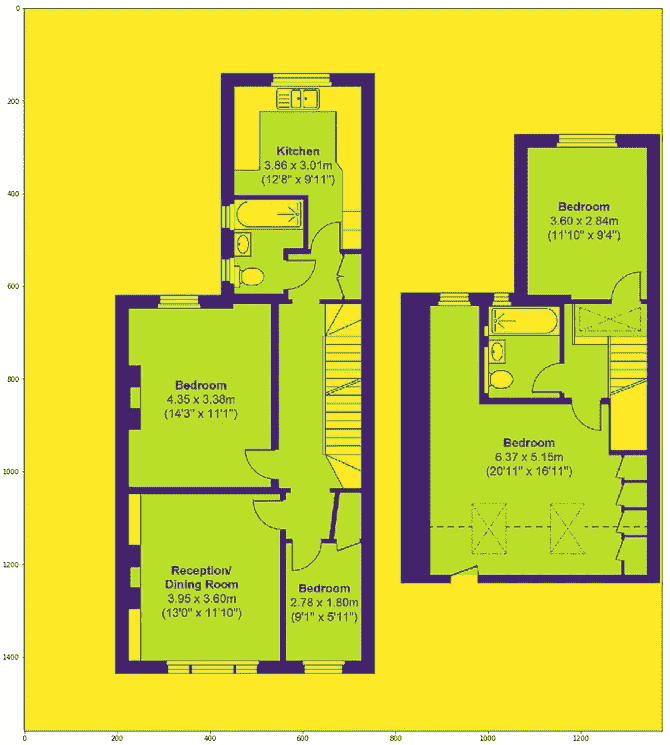 0
200
400
600
800
1000
1200
1400
0
200
400
600
800
1000
1200
Kitchen
3.86 x 3.01m
(12'8" x 9'11")
Bedroom
3.60 x 2.84m
(11'10" x 9'4")
Bedroom
4.35 x 3.38m
(14'3" x 11'1")
Bedroom
6.37 x 5.15m
(20'11" x 16'11")
Reception/
Dining Room
3.95 x 3.60m
(13'0" x 11'10")
Bedroom
2.78 x 1.80m
(9'1" x 5'11")